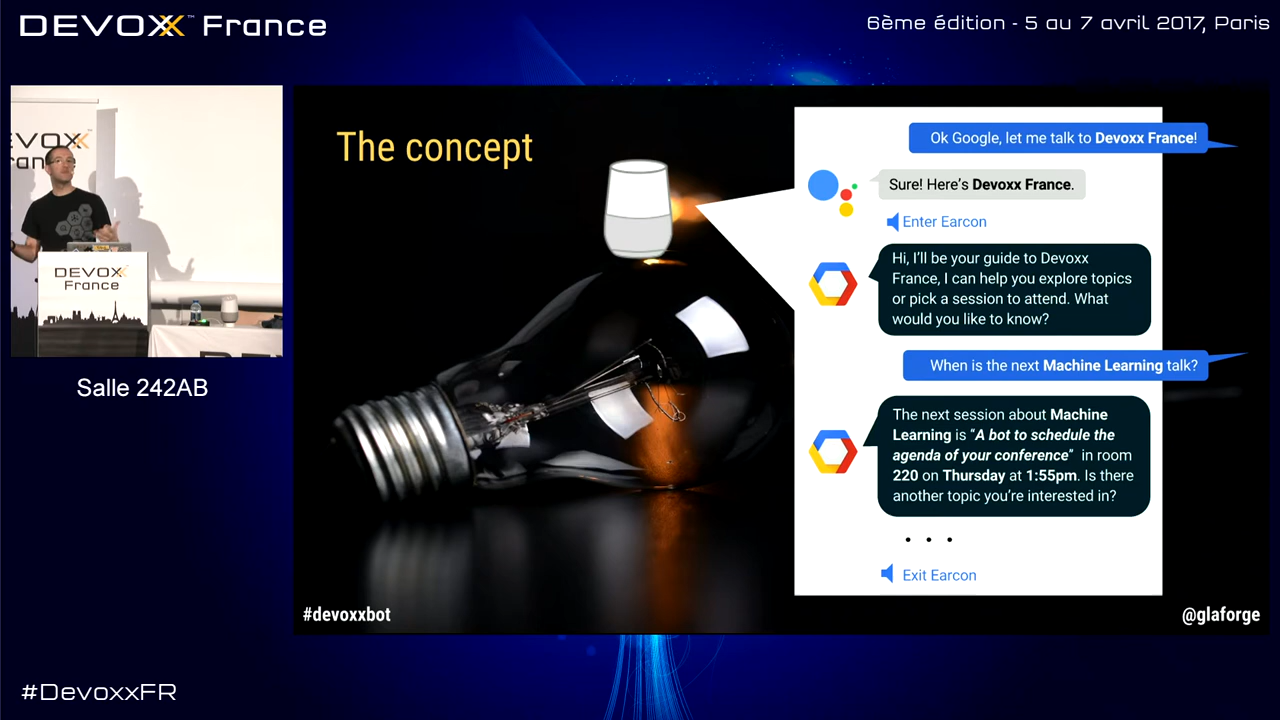 DEVOXX™ France
6ème édition - 5 au 7 avril 2017, Paris
DEVOXX
France
Salle 242AB
The concept
Ok Google, let me talk to Devoxx France!
Sure! Here's Devoxx France.
Enter Earcon
Hi, I'll be your guide to Devoxx
France, I can help you explore topics
or pick a session to attend. What
would you like to know?
When is the next Machine Learning talk?
The next session about Machine
Learning is "A bot to schedule the
agenda of your conference" in room
220 on Thursday at 1:55pm. Is there
another topic you're interested in?
. . .
Exit Earcon
#devoxxbot
@glaforge
#DevoxxFR